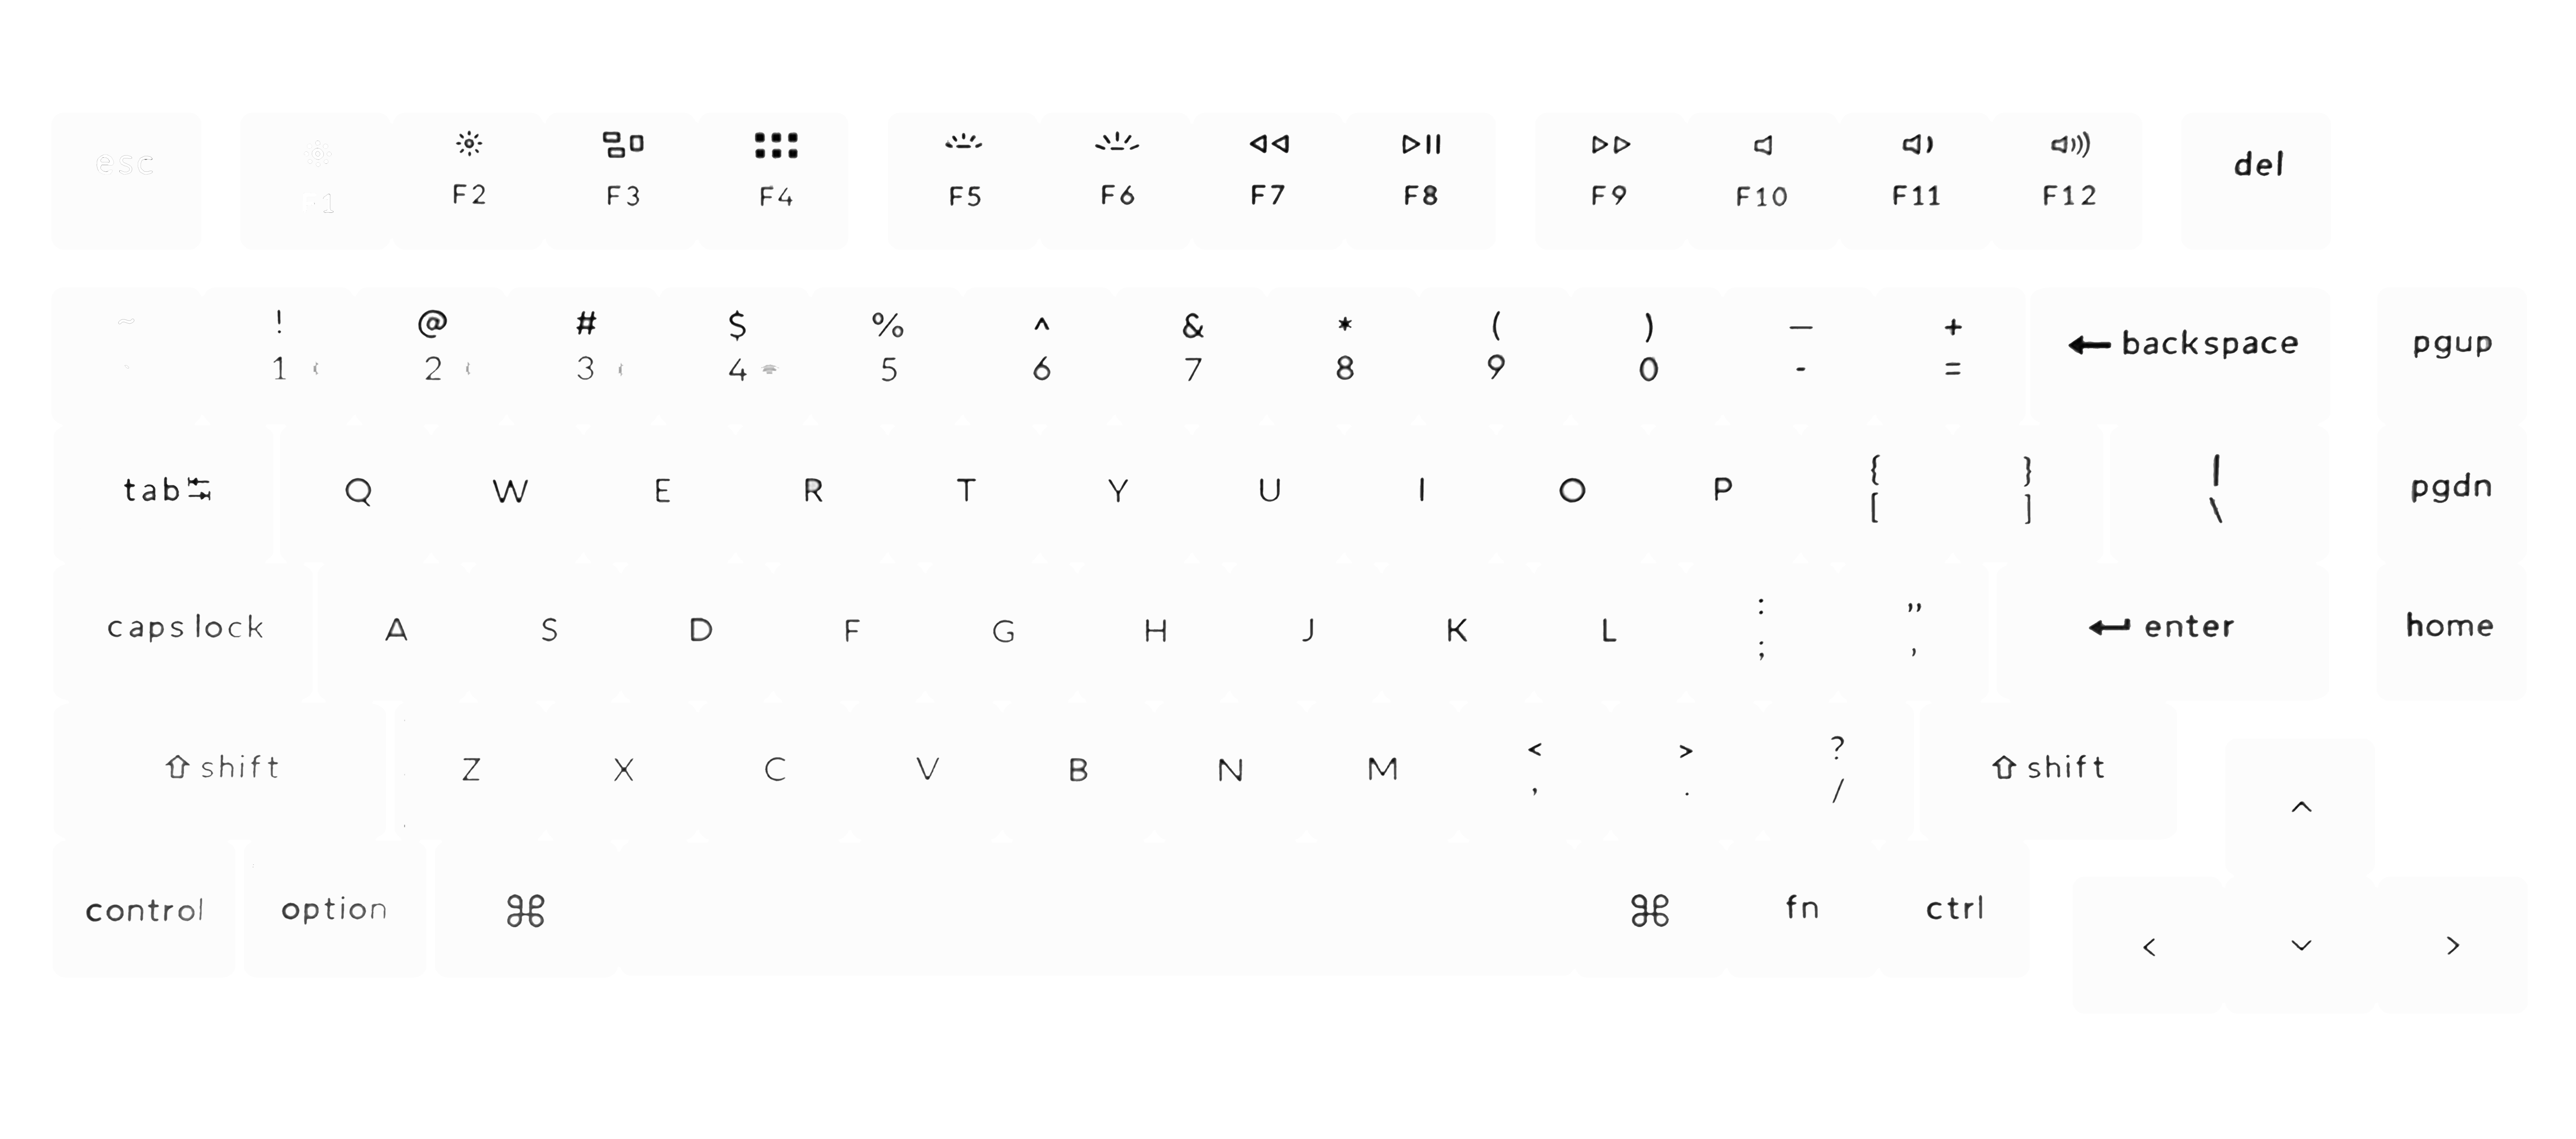 esc F1 F2 F3 F4 F5 F6 F7 F8 F9 F10 F11 F12 del
~ ! @ # $ % ^ & * ( ) — +
` 1 2 3 4 5 6 7 8 9 0 - = ← backspace pgup
tab Q W E R T Y U I O P { } | pgdn
[ ] \
caps lock A S D F G H J K L : " enter home
; '
⇧ shift Z X C V B N M < > ? ⇧ shift ^
, . /
control option ⌘ ⌘ fn ctrl < ⌄ >